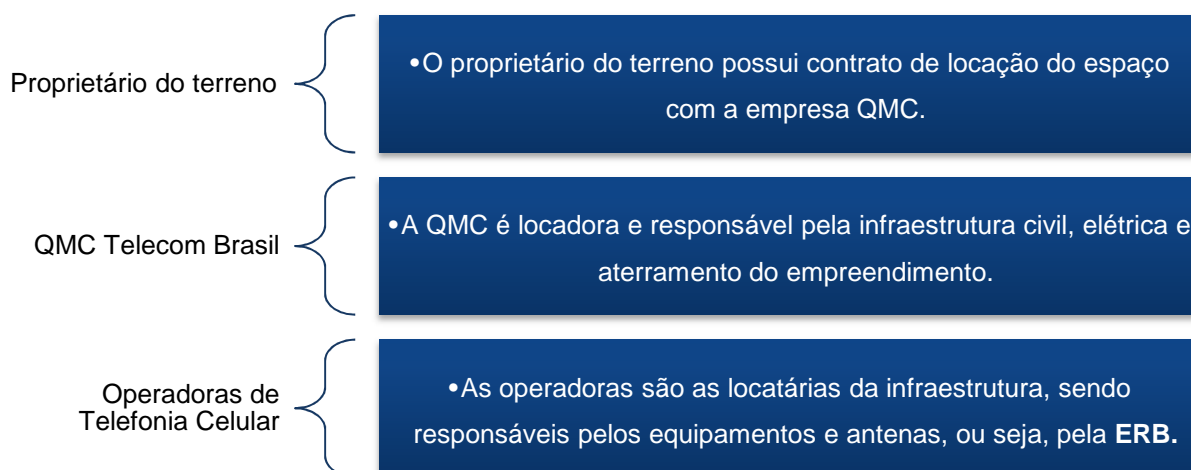 Proprietário do terreno
•O proprietário do terreno possui contrato de locação do espaço
com a empresa QMC.
QMC Telecom Brasil
•A QMC é locadora e responsável pela infraestrutura civil, elétrica e
aterramento do empreendimento.
Operadoras de
Telefonia Celular
•As operadoras são as locatárias da infraestrutura, sendo
responsáveis pelos equipamentos e antenas, ou seja, pela ERB.